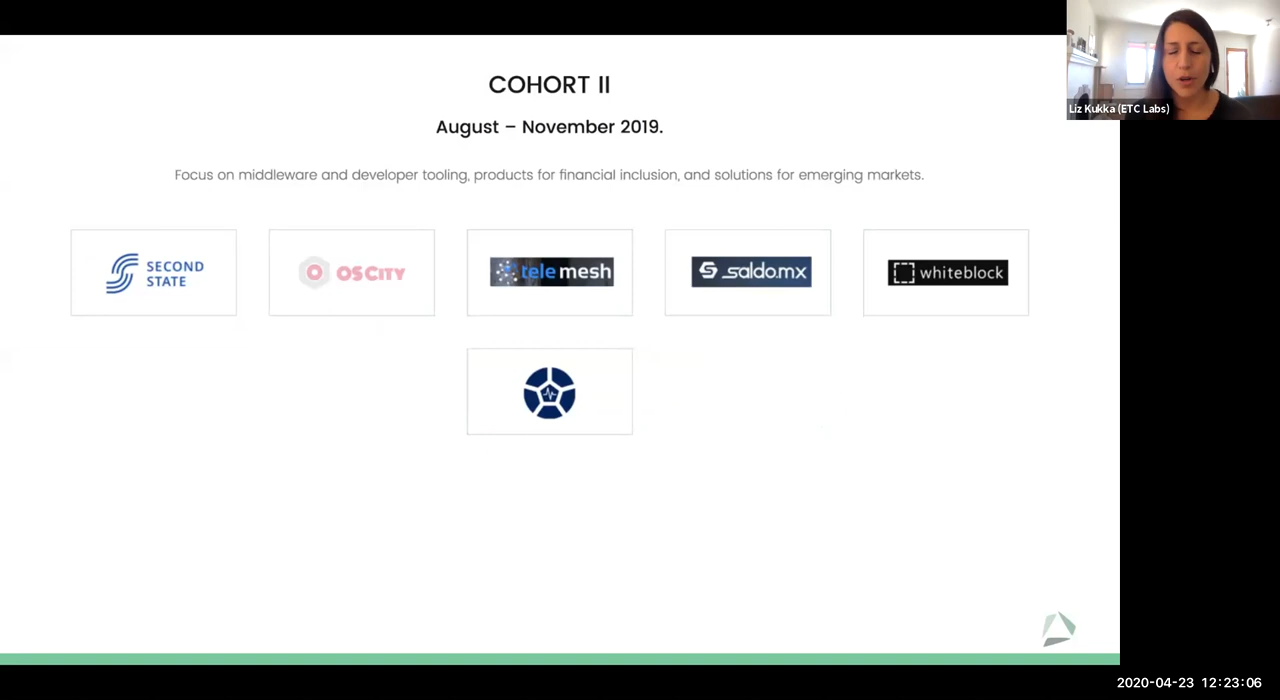 COHORT II
Liz Kukka (ETC Labs)
August – November 2019.
Focus on middleware and developer tooling, products for financial inclusion, and solutions for emerging markets.
SECOND
STATE
OS CITY
telemesh
saldo.mx
whiteblock
2020-04-23 12:23:06